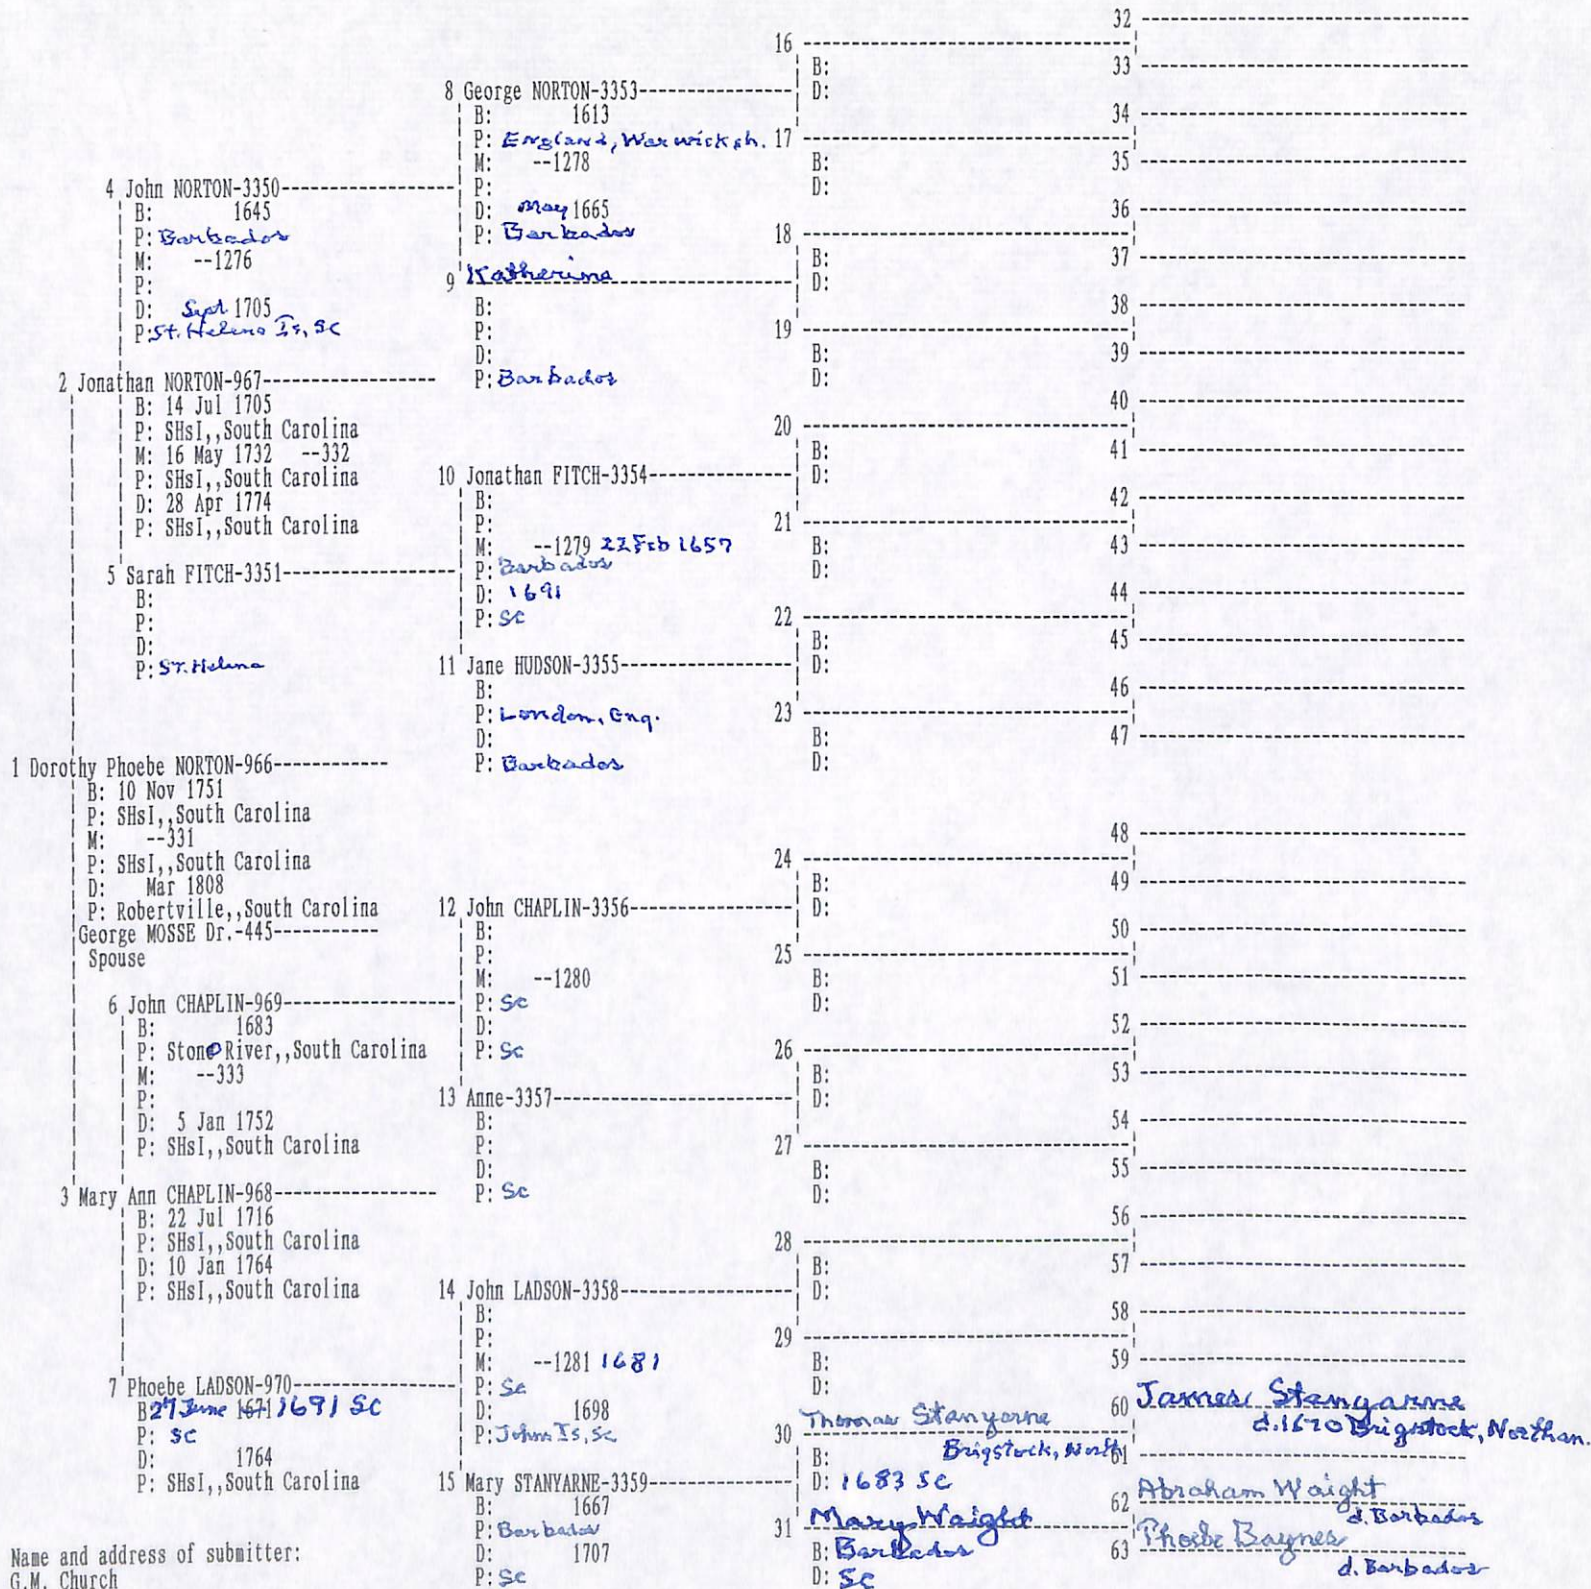 4 John NORTON-3350
B: 1645
P: Barbados
M: --1276
P:
D: Sept 1705
P: St. Helena Is, SC
2 Jonathan NORTON-967
B: 14 Jul 1705
P: SHsI,,South Carolina
M: 16 May 1732 --332
P: SHsI,,South Carolina
D: 28 Apr 1774
P: SHsI,,South Carolina
5 Sarah FITCH-3351
B:
P:
D:
P: ST. Helena
1 Dorothy Phoebe NORTON-966
B: 10 Nov 1751
P: SHsI,,South Carolina
M: --331
P: SHsI,,South Carolina
D: Mar 1808
P: Robertville,,South Carolina
George MOSSE Dr.-445
Spouse
6 John CHAPLIN-969
B: 1683
P: Stono River,,South Carolina
M: --333
P:
D: 5 Jan 1752
P: SHsI,,South Carolina
3 Mary Ann CHAPLIN-968
B: 22 Jul 1716
P: SHsI,,South Carolina
D: 10 Jan 1764
P: SHsI,,South Carolina
7 Phoebe LADSON-970
B: 27 June 1671 1691 SC
P: SC
D: 1764
P: SHsI,,South Carolina
Name and address of submitter:
G.M. Church
8 George NORTON-3353
B: 1613
P: England, Warwicksh.
M: --1278
P:
D: May 1665
P: Barbados
9 Katherine
B:
P:
D:
P: Barbados
10 Jonathan FITCH-3354
B:
P:
M: --1279 22 Feb 1657
P: Barbados
D: 1691
P: SC
11 Jane HUDSON-3355
B:
P: London, Eng.
D:
P: Barbados
12 John CHAPLIN-3356
B:
P:
M: --1280
P: SC
D:
P: SC
13 Anne-3357
B:
P:
D:
P: SC
14 John LADSON-3358
B:
P:
M: --1281 1681
P: SC
D: 1698
P: Johns Is, SC
15 Mary STANYARNE-3359
B: 1667
P: Barbados
D: 1707
P: SC
16
B:
D:
17
B:
D:
18
B:
D:
19
B:
D:
20
B:
D:
21
B:
D:
22
B:
D:
23
B:
D:
24
B:
D:
25
B:
D:
26
B:
D:
27
B:
D:
28
B:
D:
29
B:
D:
Thomas Stanyarne
30
B: Brigstock, North
D: 1683 SC
31 Mary Waight
B: Barbados
D: SC
32
33
34
35
36
37
38
39
40
41
42
43
44
45
46
47
48
49
50
51
52
53
54
55
56
57
58
59
60 James Stanyarne
d. 1670 Brigstock, Northan.
61
62 Abraham Waight
d. Barbados
63 Phoebe Baynes
d. Barbados